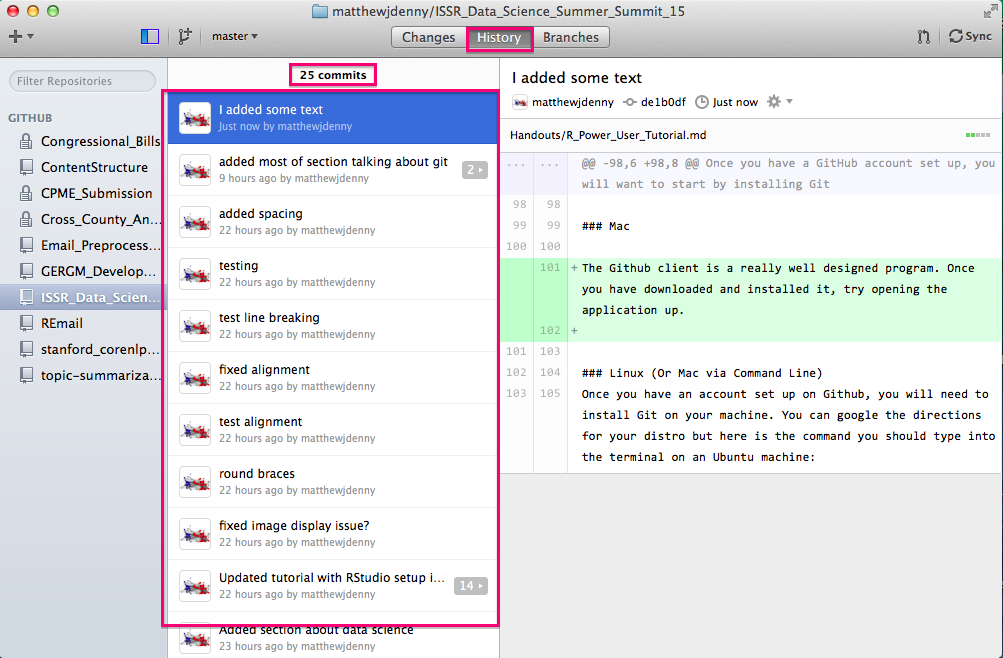 matthewjdenny/ISSR_Data_Science_Summer_Summit_15
master
Changes
History
Branches
Sync
Filter Repositories
GITHUB
Congressional_Bills
ContentStructure
CPME_Submission
Cross_County_An...
Email_Preprocess...
GERGM_Develop...
ISSR_Data_Scien...
REmail
stanford_corenlp...
topic-summariza...
25 commits
I added some text
Just now by matthewjdenny
added most of section talking about git
9 hours ago by matthewjdenny
2
added spacing
22 hours ago by matthewjdenny
testing
22 hours ago by matthewjdenny
test line breaking
22 hours ago by matthewjdenny
fixed alignment
22 hours ago by matthewjdenny
test alignment
22 hours ago by matthewjdenny
round braces
22 hours ago by matthewjdenny
fixed image display issue?
22 hours ago by matthewjdenny
Updated tutorial with RStudio setup i...
22 hours ago by matthewjdenny
14
Added section about data science
23 hours ago by matthewjdenny
I added some text
matthewjdenny de1b0df Just now
Handouts/R_Power_User_Tutorial.md
... ... @@ -98,6 +98,8 @@ Once you have a GitHub account set up, you
will want to start by installing Git
98 98
99 99 ### Mac
100 100
101 + The Github client is a really well designed program. Once
you have downloaded and installed it, try opening the
application up.
102 +
101 103
102 104 ### Linux (Or Mac via Command Line)
103 105 Once you have an account set up on Github, you will need to
install Git on your machine. You can google the directions
for your distro but here is the command you should type into
the terminal on an Ubuntu machine: